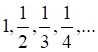 1, 1/2, 1/3, 1/4, ...